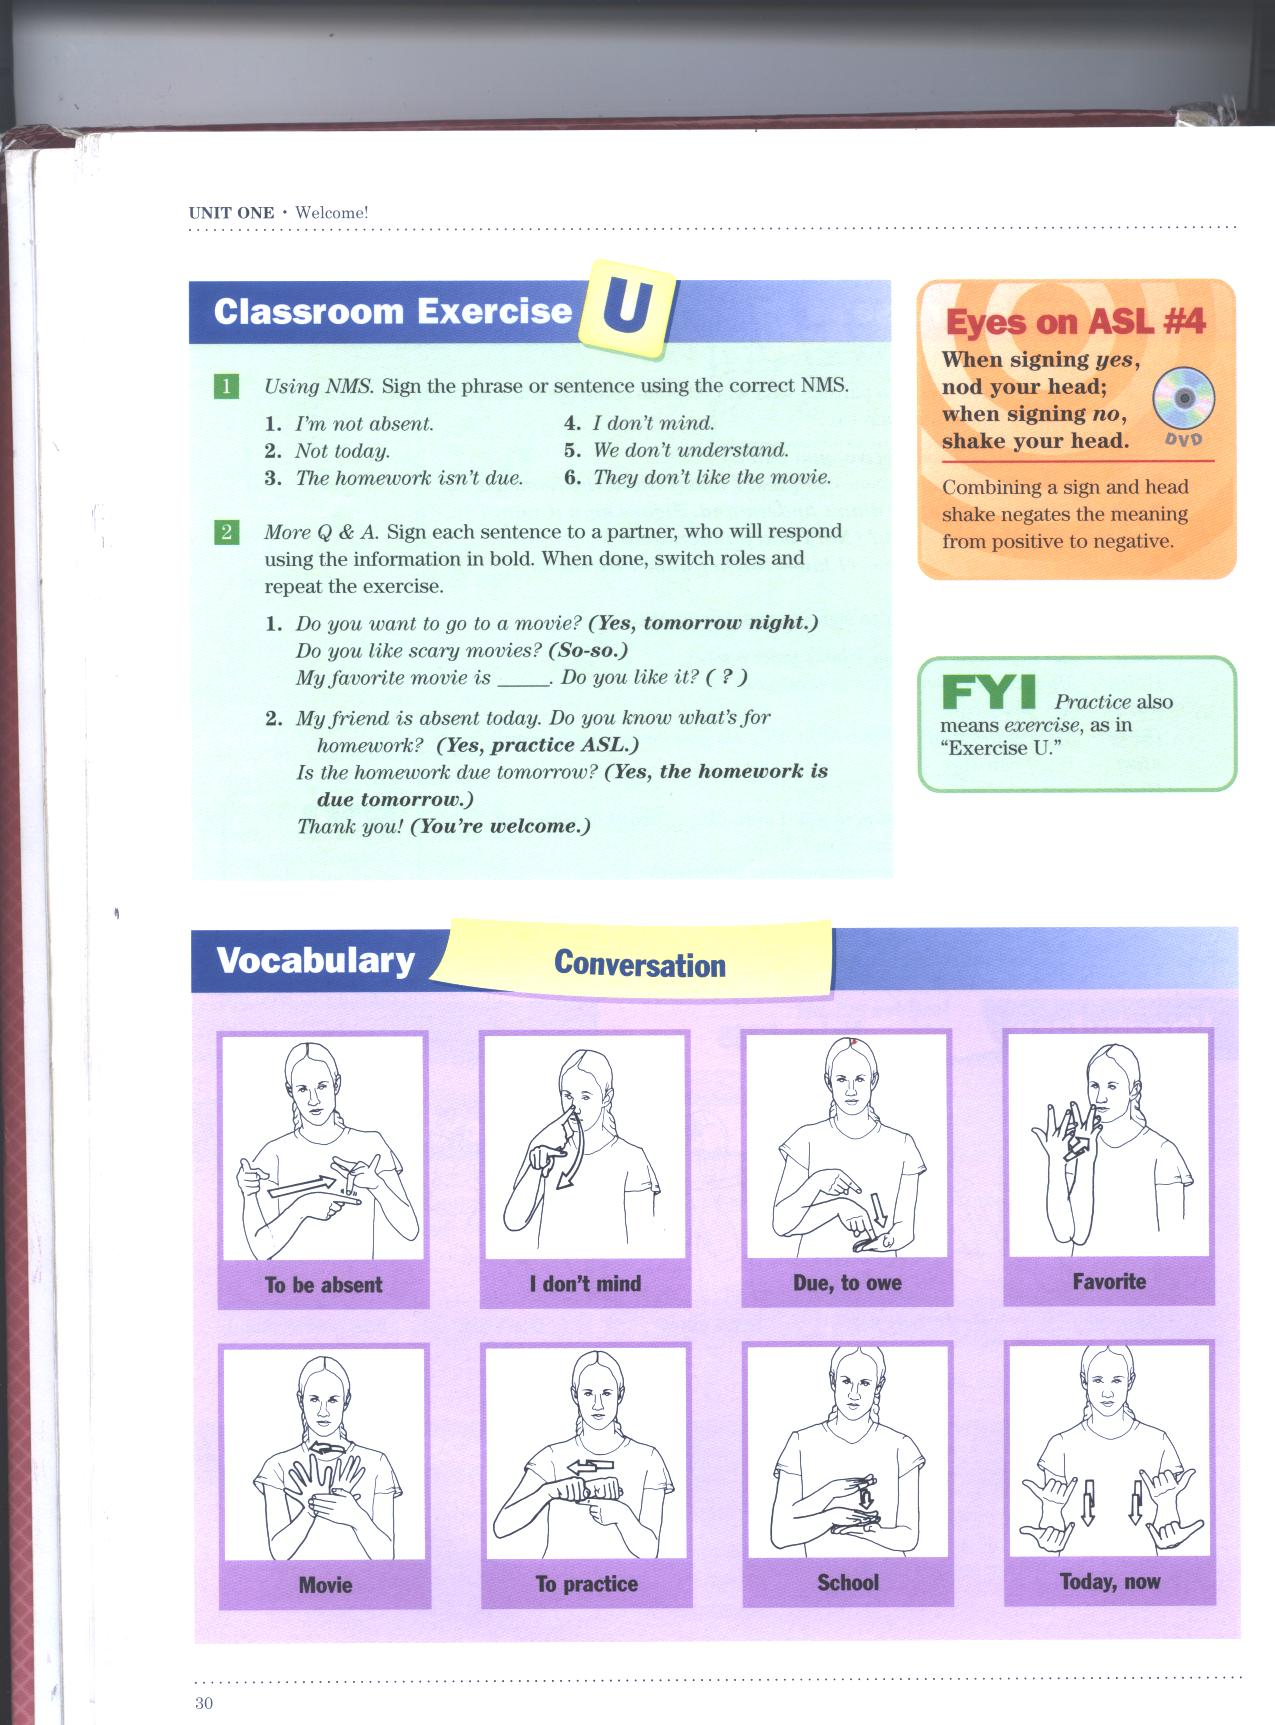 UNIT ONE • Welcome!
Classroom Exercise U
1 Using NMS. Sign the phrase or sentence using the correct NMS.
1. I'm not absent.
2. Not today.
3. The homework isn't due.
4. I don't mind.
5. We don't understand.
6. They don't like the movie.
2 More Q & A. Sign each sentence to a partner, who will respond
using the information in bold. When done, switch roles and
repeat the exercise.
1. Do you want to go to a movie? (Yes, tomorrow night.)
Do you like scary movies? (So-so.)
My favorite movie is _____. Do you like it? ( ? )
2. My friend is absent today. Do you know what's for
homework? (Yes, practice ASL.)
Is the homework due tomorrow? (Yes, the homework is
due tomorrow.)
Thank you! (You're welcome.)
Eyes on ASL #4
When signing yes,
nod your head;
when signing no,
shake your head.
DVD
Combining a sign and head
shake negates the meaning
from positive to negative.
FYI Practice also
means exercise, as in
“Exercise U.”
Vocabulary Conversation
To be absent
I don't mind
Due, to owe
Favorite
Movie
To practice
School
Today, now
30